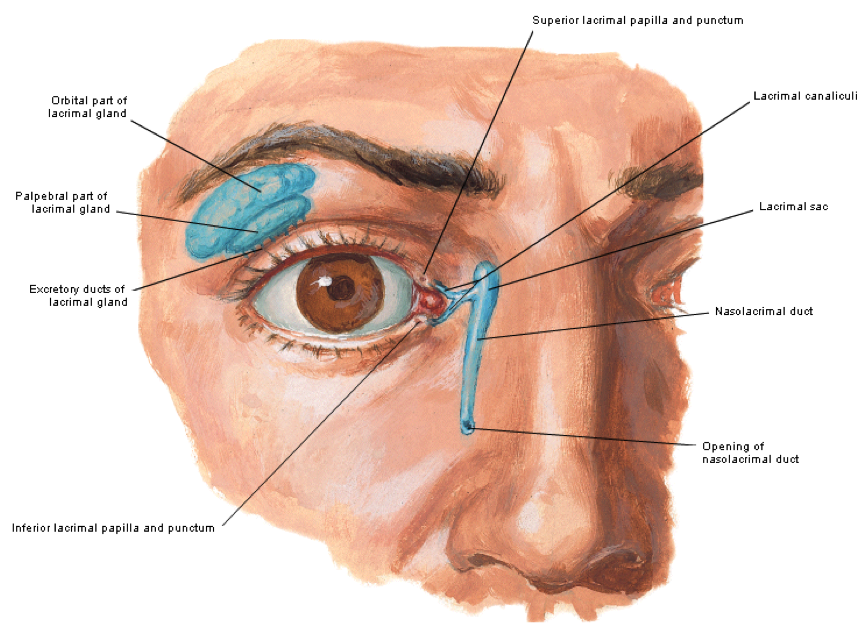 Superior lacrimal papilla and punctum
Orbital part of
lacrimal gland
Lacrimal canaliculi
Palpebral part of
lacrimal gland
Lacrimal sac
Excretory ducts of
lacrimal gland
Nasolacrimal duct
Opening of
nasolacrimal duct
Inferior lacrimal papilla and punctum